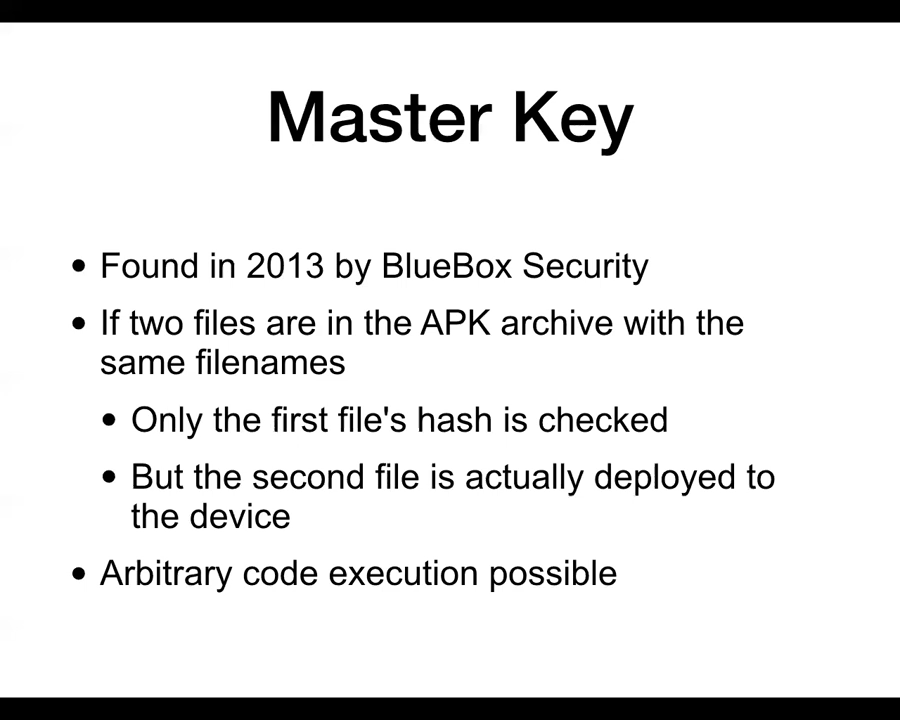 Master Key
• Found in 2013 by BlueBox Security
• If two files are in the APK archive with the
same filenames
• Only the first file's hash is checked
• But the second file is actually deployed to
the device
• Arbitrary code execution possible